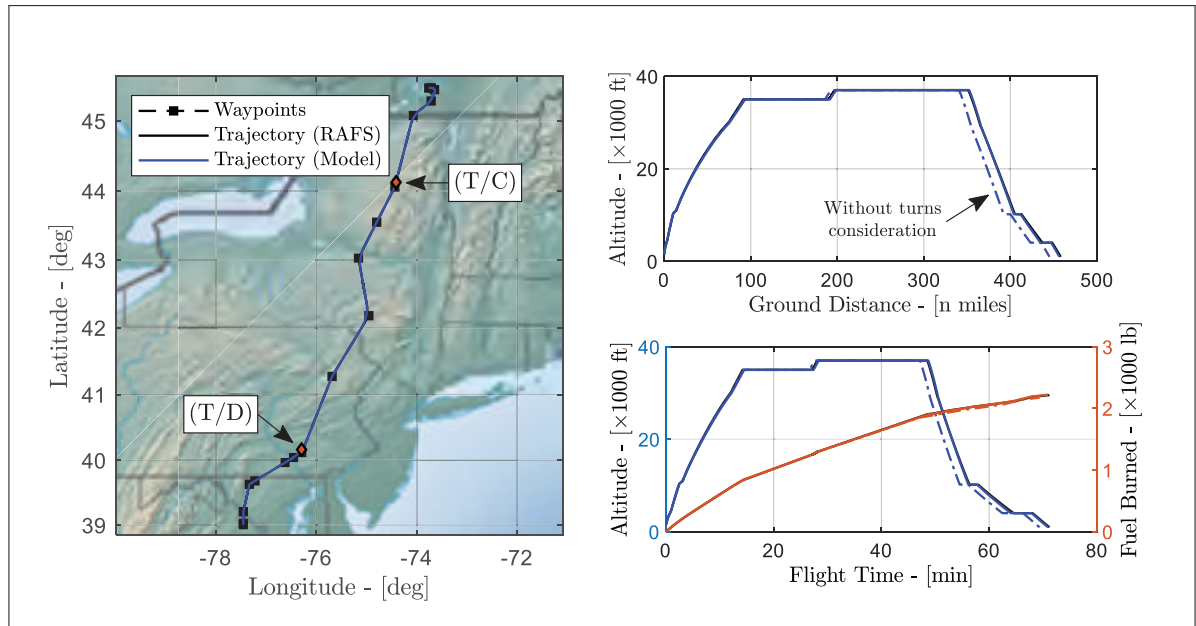 Waypoints
Trajectory (RAFS)
Trajectory (Model)
(T/C)
(T/D)
45
44
43
42
41
40
39
-78
-76
-74
-72
Latitude - [deg]
Longitude - [deg]
40
20
0
0
100
200
300
400
500
Altitude - [×1000 ft]
Ground Distance - [n miles]
Without turns
consideration
40
20
0
0
20
40
60
80
3
2
1
0
Altitude - [×1000 ft]
Fuel Burned - [×1000 lb]
Flight Time - [min]